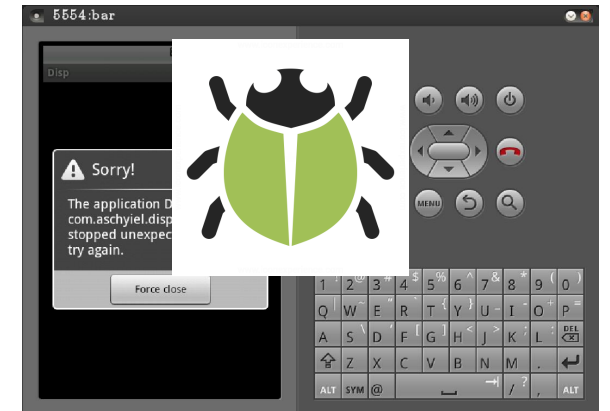 5554:bar
Disp
Sorry!
The application D
com.aschyiel.disp
stopped unexpec
try again.
Force close
MENU
1 2 @ 3 # 4 $ 5 % 6 ^ 7 & 8 * 9 ( 0 )
Q W ~ E " R ` T { Y } U _ I - O + P =
A S \ D ' F [ G ] H < J > K ; L : DEL
Z X C V B N M .
ALT SYM @ / ? , ALT